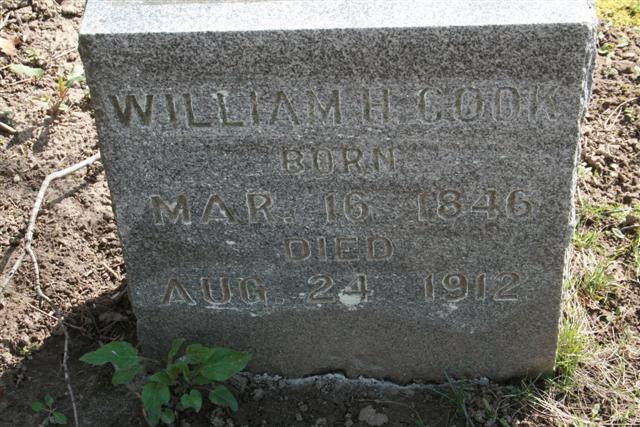 WILLIAM H. COOK
BORN
MAR. 16 1846
DIED
AUG. 24 1912